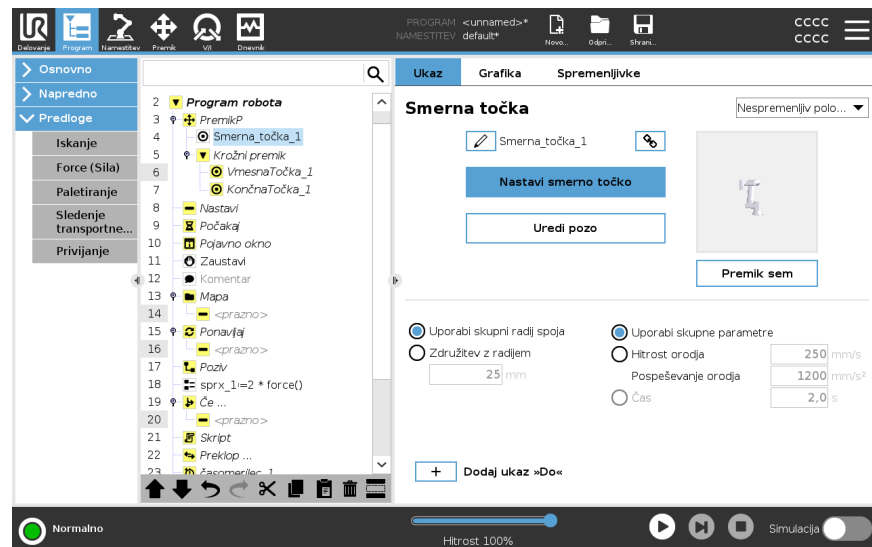 PROGRAM <unnamed>*
NAMESTITEV default*
Delovanje Program Namestitev Premik V/I Dnevnik Novo... Odpri... Shrani...
cccc
cccc
Osnovno
Napredno
Predloge
Iskanje
Force (Sila)
Paletiranje
Sledenje
transportne...
Privijanje
2 Program robota
3 PremikP
4 Smerna_točka_1
5 Krožni premik
6 VmesnaTočka_1
7 KončnaTočka_1
8 Nastavi
9 Počakaj
10 Pojavno okno
11 Zaustavi
12 Komentar
13 Mapa
14 <prazno>
15 Ponavljaj
16 <prazno>
17 Poziv
18 sprx_1≔2 * force()
19 Če ...
20 <prazno>
21 Skript
22 Preklop ...
23 časomerilec_1
Ukaz Grafika Spremenljivke
Smerna točka
Nespremenljiv polo...
Smerna_točka_1
Nastavi smerno točko
Uredi pozo
Premik sem
Uporabi skupni radij spoja
Združitev z radijem
25 mm
Uporabi skupne parametre
Hitrost orodja 250 mm/s
Pospeševanje orodja 1200 mm/s²
Čas 2,0 s
+ Dodaj ukaz »Do«
Normalno
Hitrost 100%
Simulacija